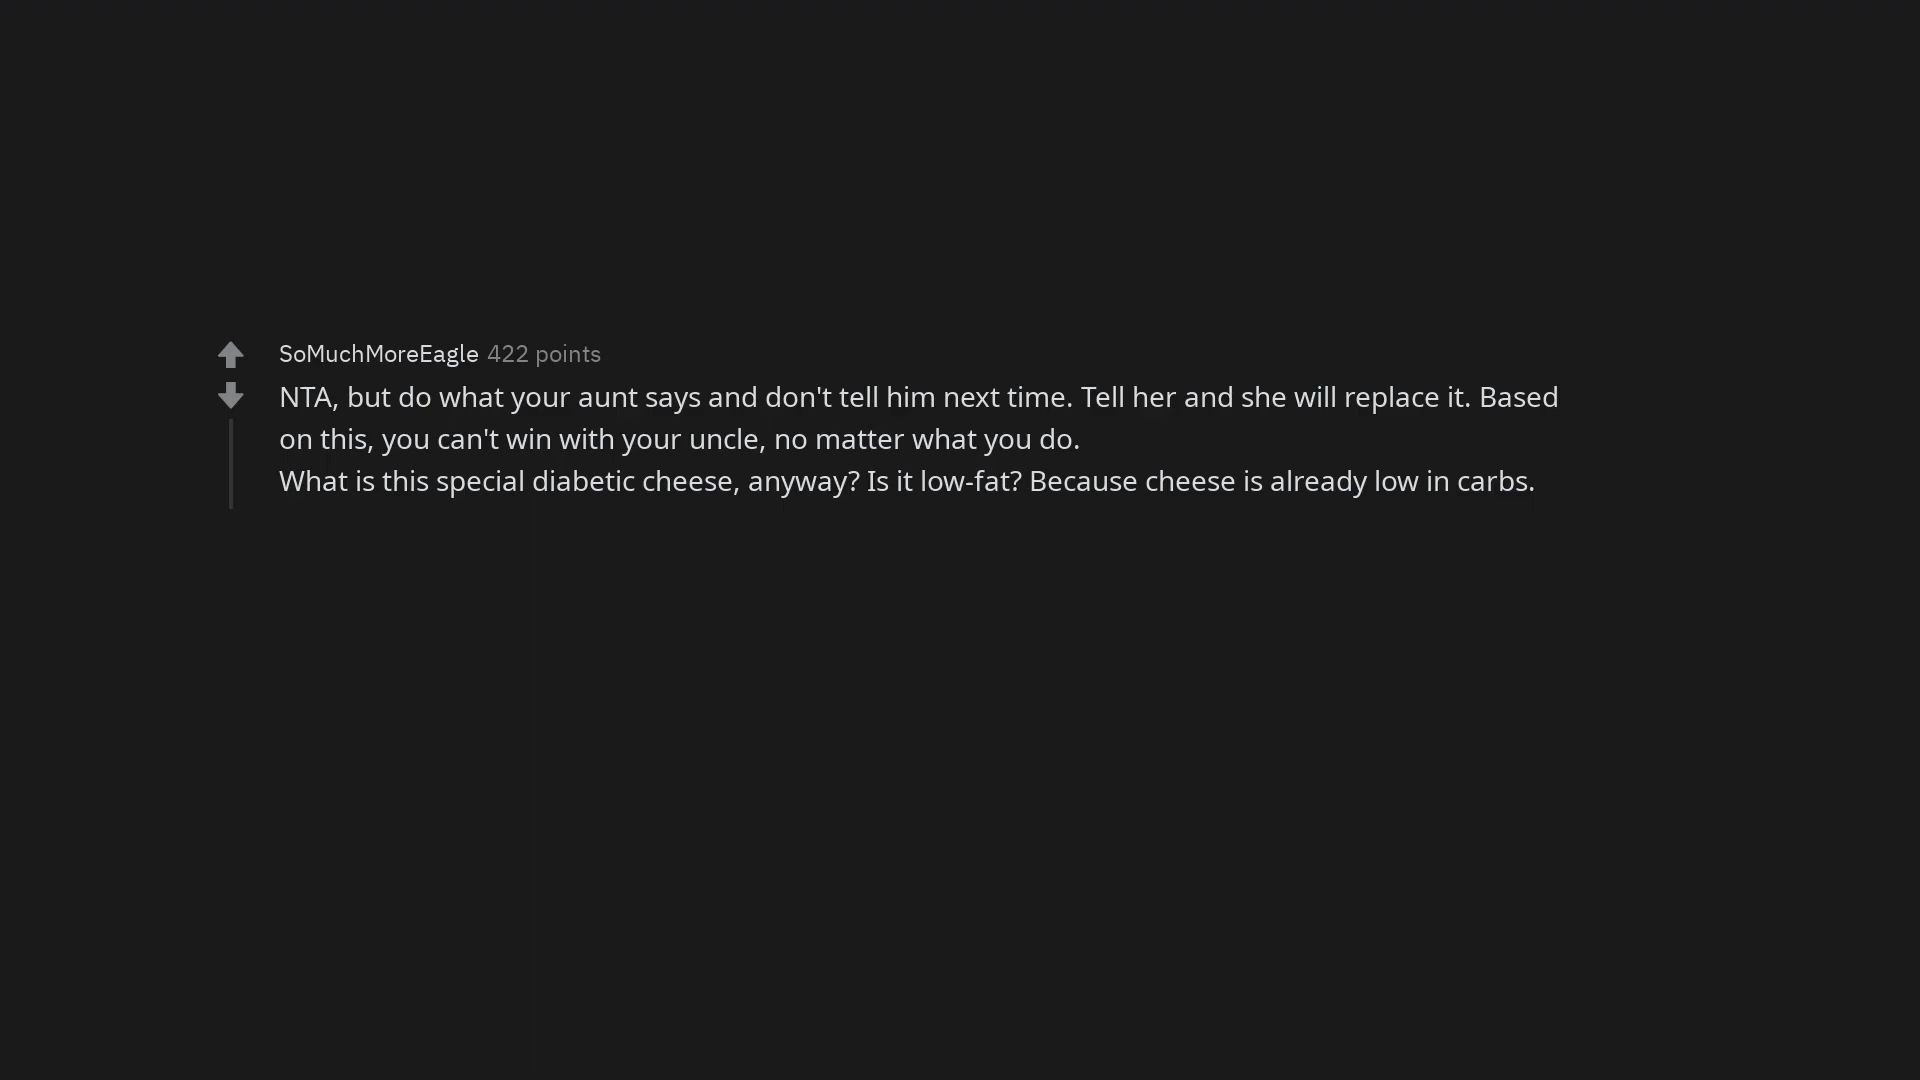 SoMuchMoreEagle 422 points
NTA, but do what your aunt says and don't tell him next time. Tell her and she will replace it. Based
on this, you can't win with your uncle, no matter what you do.
What is this special diabetic cheese, anyway? Is it low-fat? Because cheese is already low in carbs.